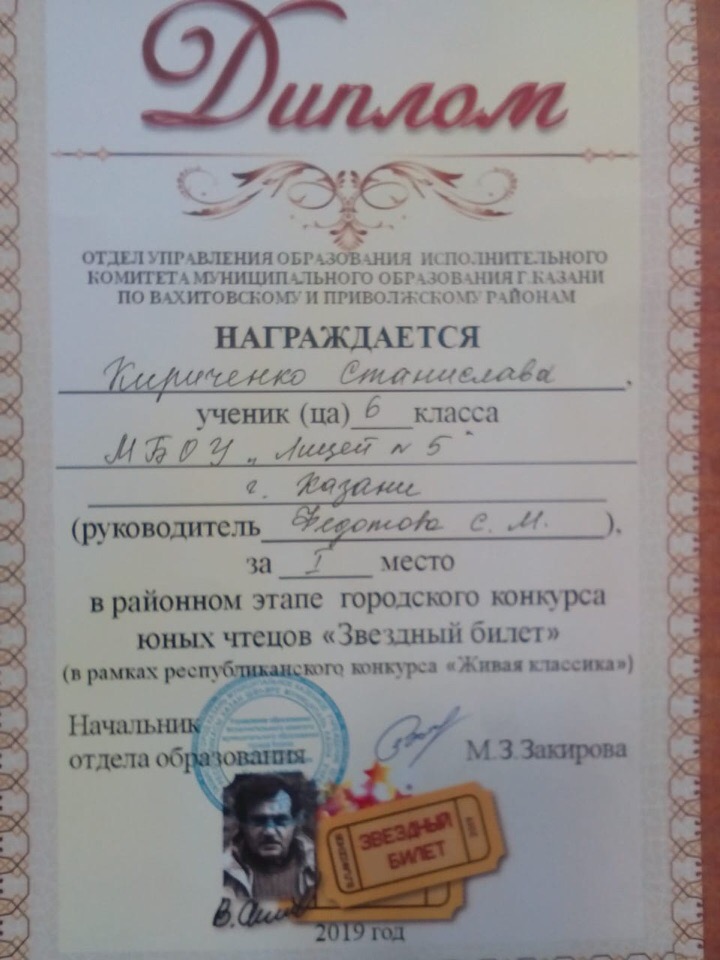 Диплом
ОТДЕЛ УПРАВЛЕНИЯ ОБРАЗОВАНИЯ ИСПОЛНИТЕЛЬНОГО
КОМИТЕТА МУНИЦИПАЛЬНОГО ОБРАЗОВАНИЯ Г.КАЗАНИ
ПО ВАХИТОВСКОМУ И ПРИВОЛЖСКОМУ РАЙОНАМ
НАГРАЖДАЕТСЯ
Кириченко Станислава,
ученик (ца) 6 класса
МБОУ „Лицей №5"
г. Казани
(руководитель Федотова С. М.),
за I место
в районном этапе городского конкурса
юных чтецов «Звездный билет»
(в рамках республиканского конкурса «Живая классика»)
Начальник
отдела образования М.З.Закирова
ЗВЕЗДНЫЙ
БИЛЕТ
2019 год